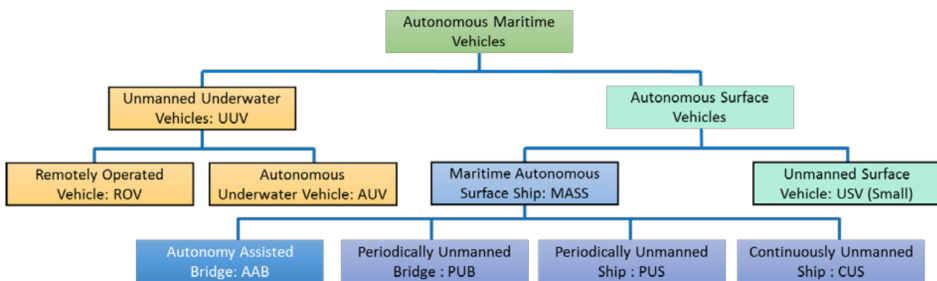 Autonomous Maritime
Vehicles
Unmanned Underwater
Vehicles: UUV
Autonomous Surface
Vehicles
Remotely Operated
Vehicle: ROV
Autonomous
Underwater Vehicle: AUV
Maritime Autonomous
Surface Ship: MASS
Unmanned Surface
Vehicle: USV (Small)
Autonomy Assisted
Bridge: AAB
Periodically Unmanned
Bridge : PUB
Periodically Unmanned
Ship : PUS
Continuously Unmanned
Ship : CUS